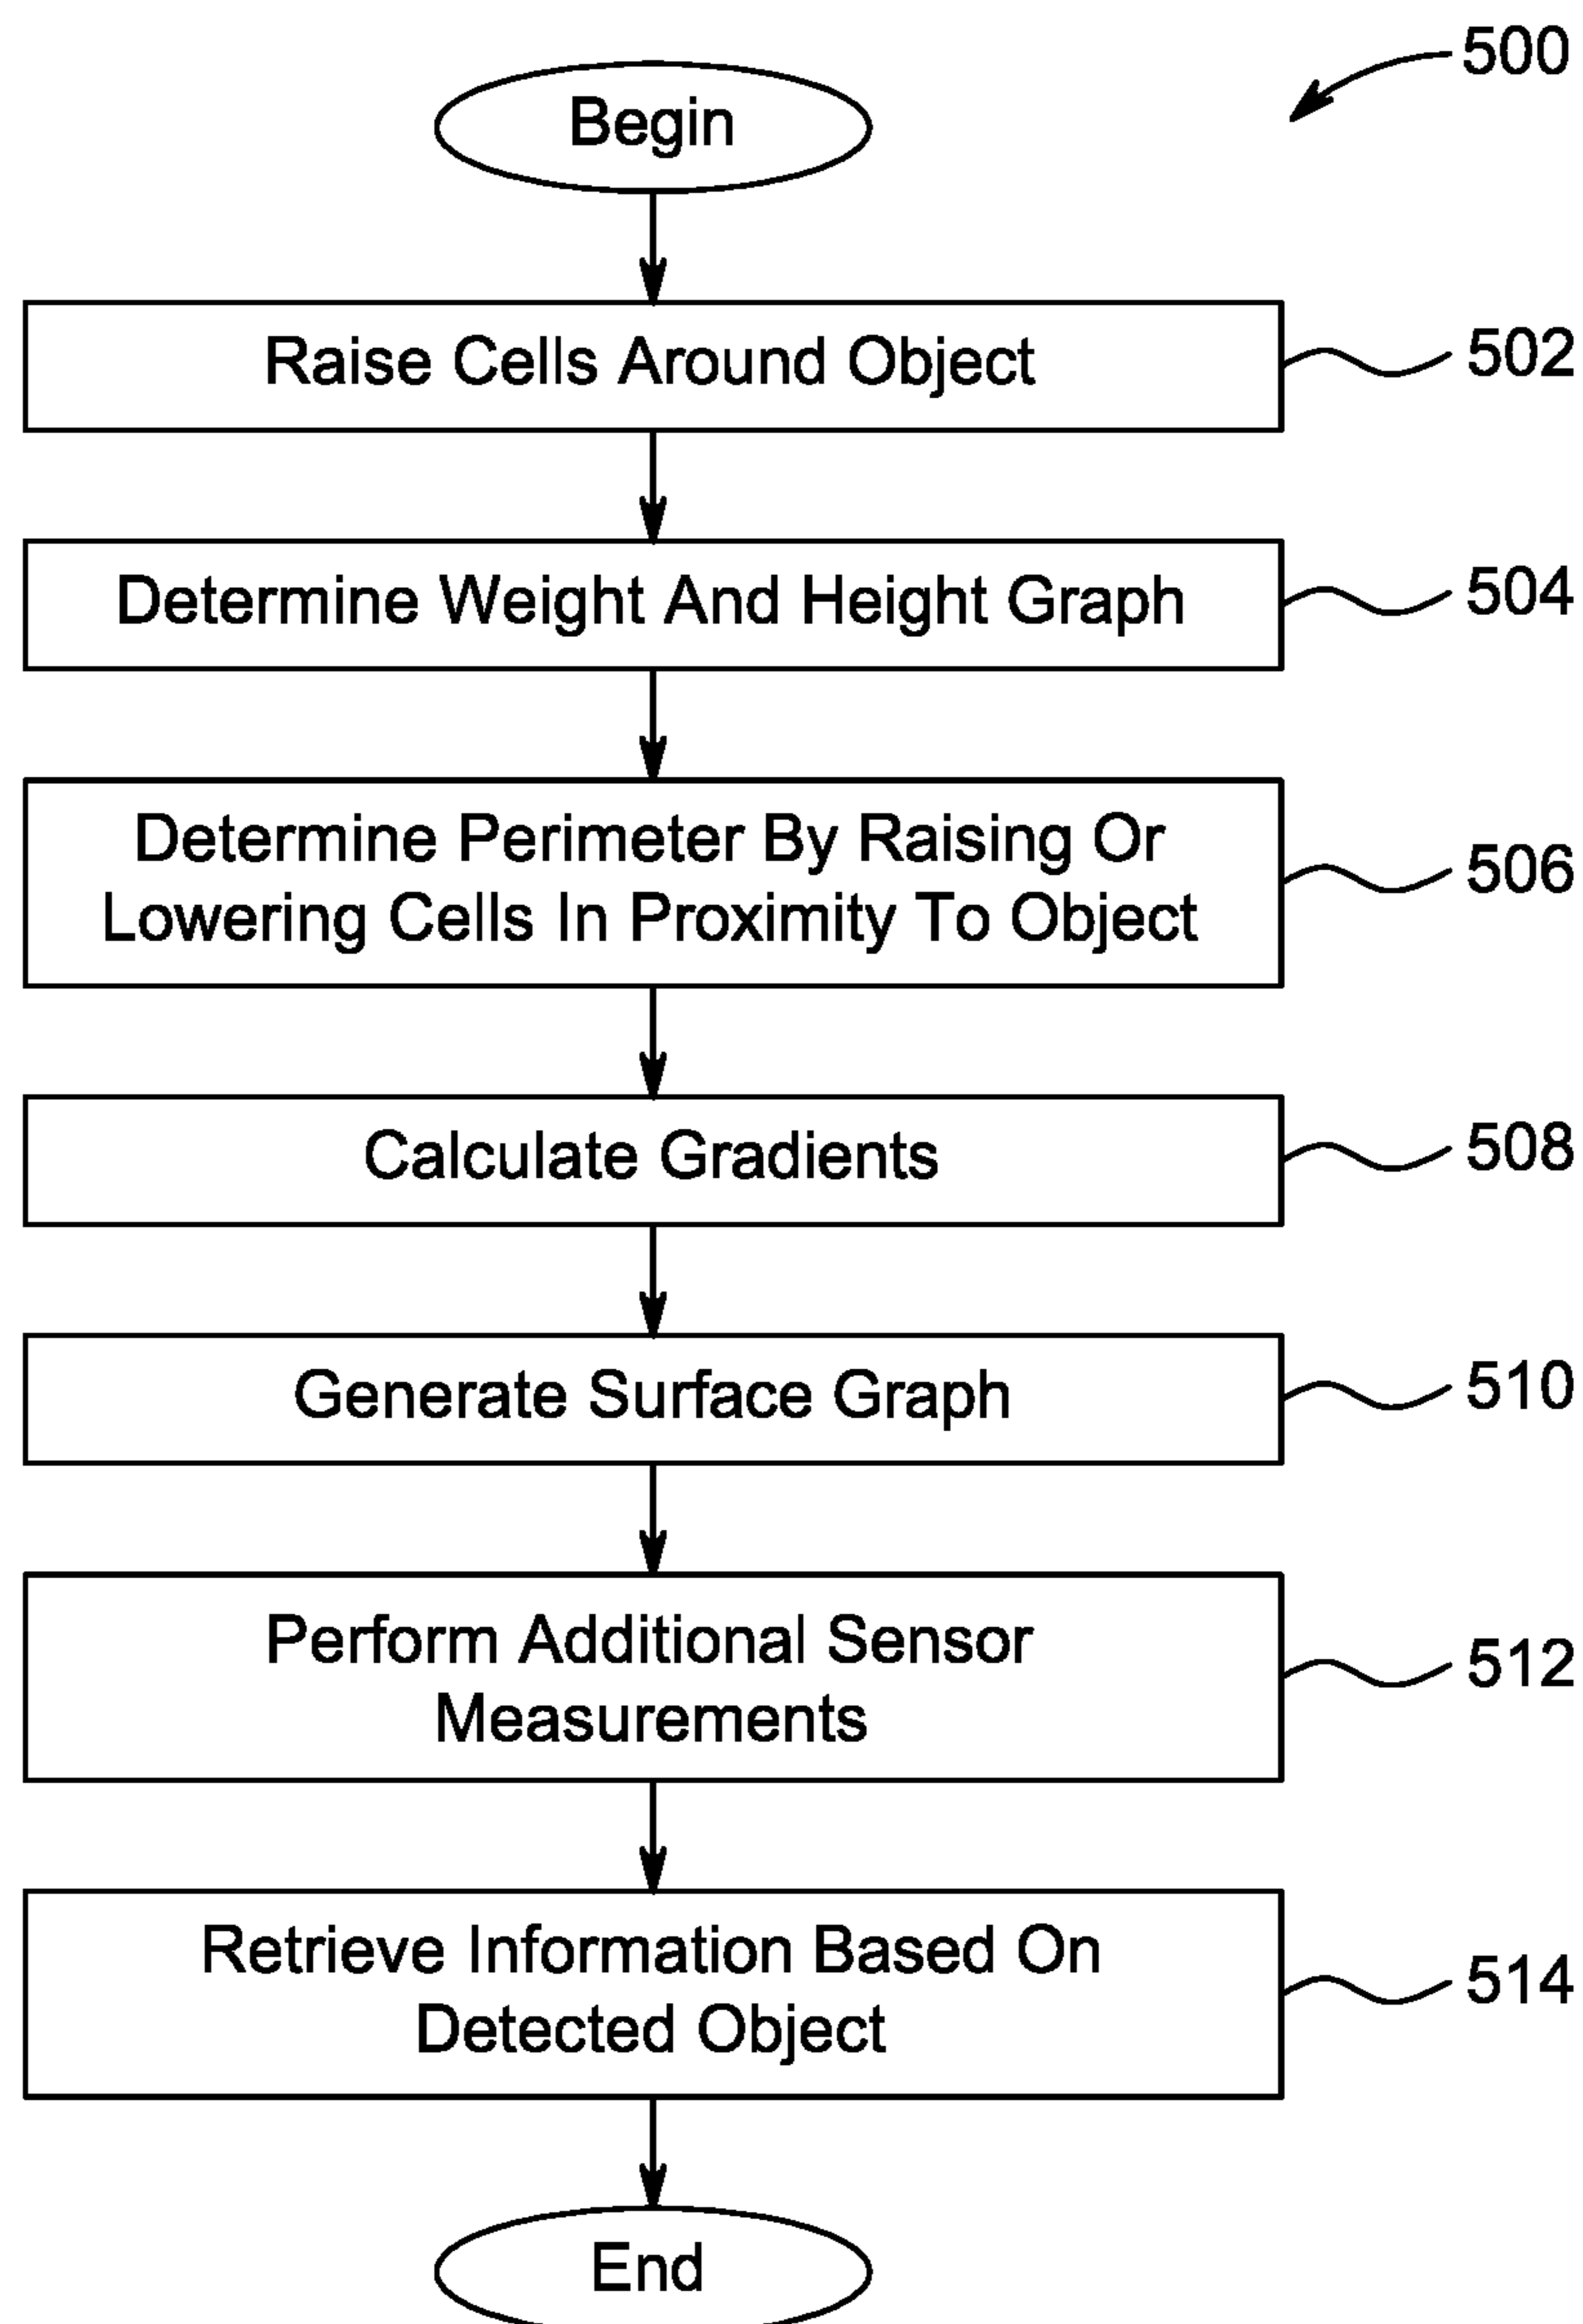 500
Begin
Raise Cells Around Object
502
Determine Weight And Height Graph
504
Determine Perimeter By Raising Or
Lowering Cells In Proximity To Object
506
Calculate Gradients
508
Generate Surface Graph
510
Perform Additional Sensor
Measurements
512
Retrieve Information Based On
Detected Object
514
End